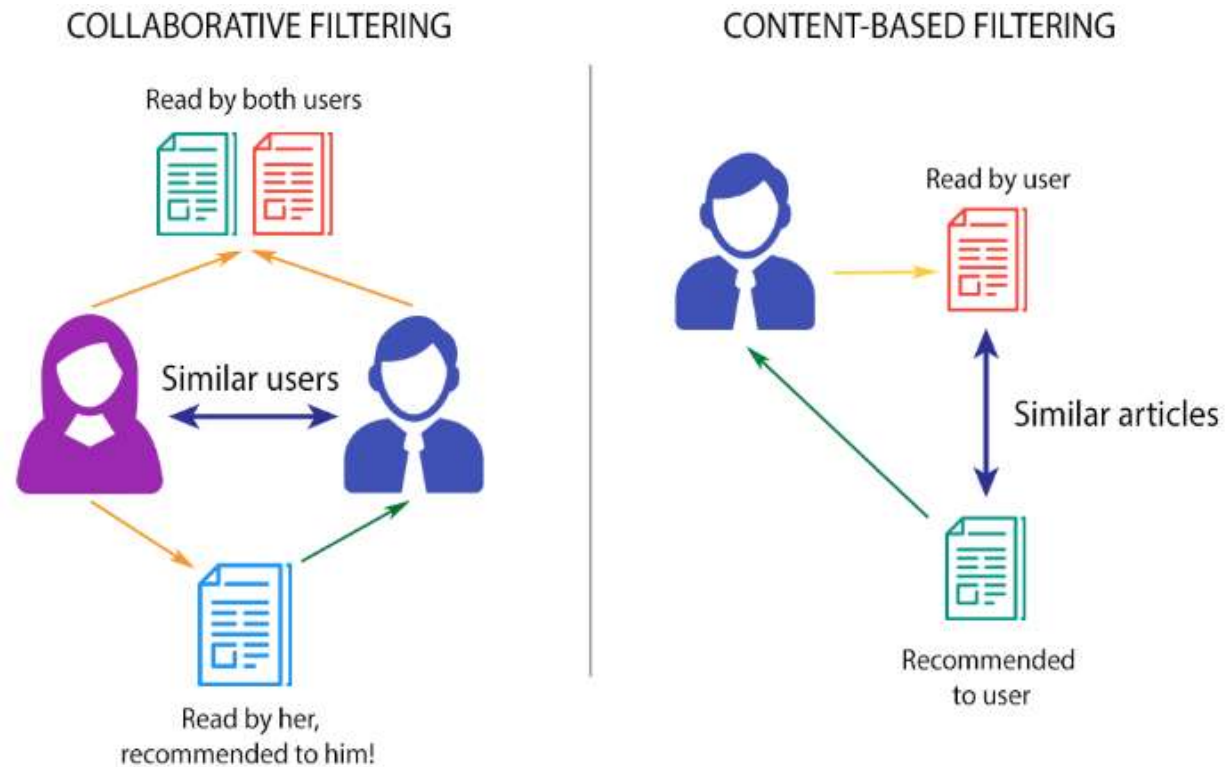 COLLABORATIVE FILTERING
Read by both users
Similar users
Read by her,
recommended to him!
CONTENT-BASED FILTERING
Read by user
Similar articles
Recommended
to user